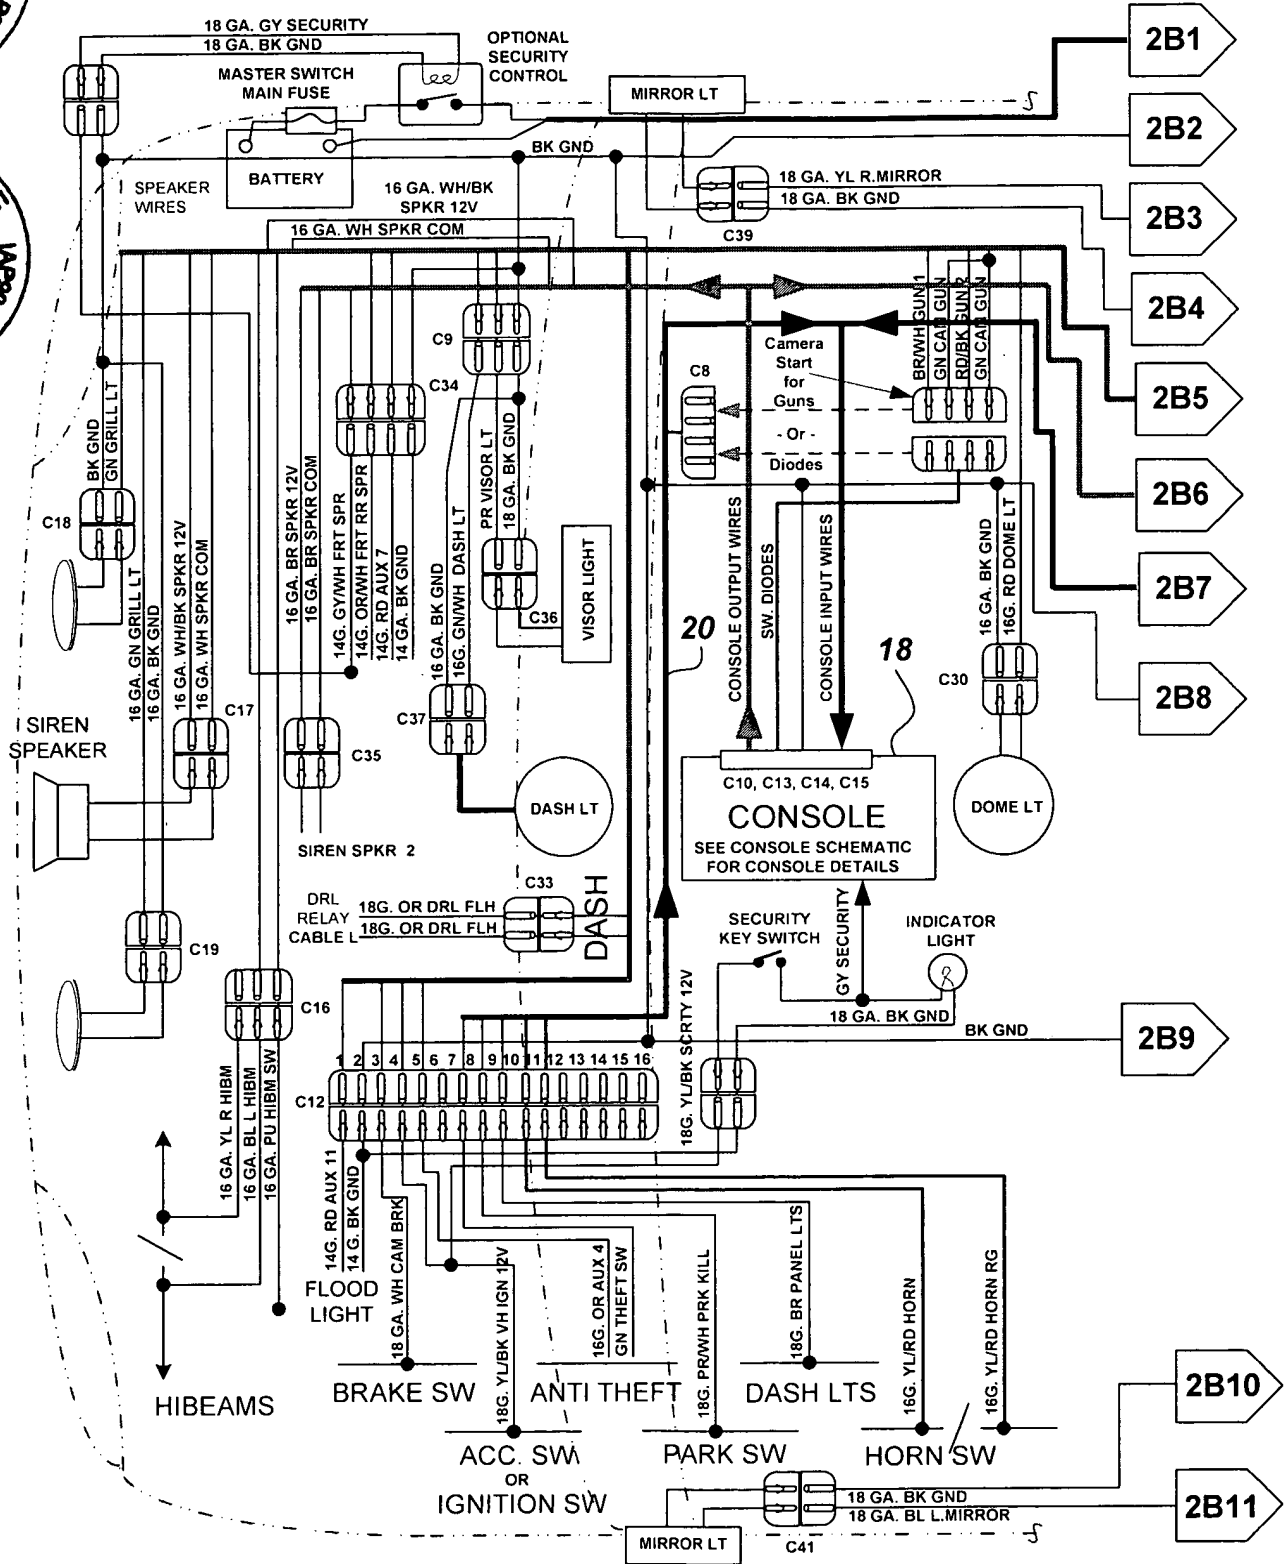 18 GA. GY SECURITY
18 GA. BK GND
OPTIONAL
SECURITY
CONTROL
MASTER SWITCH
MAIN FUSE
MIRROR LT
2B1
2B2
BK GND
BATTERY
SPEAKER
WIRES
16 GA. WH/BK
SPKR 12V
16 GA. WH SPKR COM
18 GA. YL R.MIRROR
18 GA. BK GND
C39
2B3
2B4
C9
C34
C8
Camera
Start
for
Guns
- Or -
Diodes
BR/WH GUN 1
GN CAM GUN
RD/BK GUN 2
GN CAM GUN
2B5
2B6
2B7
2B8
BK GND
GN GRILL LT
C18
16 GA. GN GRILL LT
16 GA. BK GND
16 GA. WH/BK SPKR 12V
16 GA. WH SPKR COM
C17
16 GA. BR SPKR 12V
16 GA. BR SPKR COM
C35
14G. GY/WH FRT SPR
14G. OR/WH FRT RR SPR
14G. RD AUX 7
14 GA. BK GND
16 GA. BK GND
16G. GN/WH DASH LT
C37
PR VISOR LT
18 GA. BK GND
C36
VISOR LIGHT
20
CONSOLE OUTPUT WIRES
SW. DIODES
CONSOLE INPUT WIRES
18
16 GA. BK GND
16G. RD DOME LT
C30
SIREN
SPEAKER
SIREN SPKR 2
DASH LT
C10, C13, C14, C15
CONSOLE
SEE CONSOLE SCHEMATIC
FOR CONSOLE DETAILS
DOME LT
DRL
RELAY
CABLE L
18G. OR DRL FLH
18G. OR DRL FLH
C33
DASH
SECURITY
KEY SWITCH
GY SECURITY
INDICATOR
LIGHT
C19
C16
18G. YL/BK SCRTY 12V
18 GA. BK GND
BK GND
2B9
1 2 3 4 5 6 7 8 9 10 11 12 13 14 15 16
C12
16 GA. YL R HIBM
16 GA. BL L HIBM
16 GA. PU HIBM SW
14G. RD AUX 11
14 G. BK GND
FLOOD
LIGHT
18 GA. WH CAM BRK
18G. YL/BK VH IGN 12V
16G. OR AUX 4
GN THEFT SW
18G. PR/WH PRK KILL
18G. BR PANEL LTS
16G. YL/RD HORN
16G. YL/RD HORN RG
HIBEAMS
BRAKE SW
ANTI THEFT
DASH LTS
ACC. SW
OR
IGNITION SW
PARK SW
HORN SW
2B10
18 GA. BK GND
18 GA. BL L.MIRROR
2B11
MIRROR LT
C41